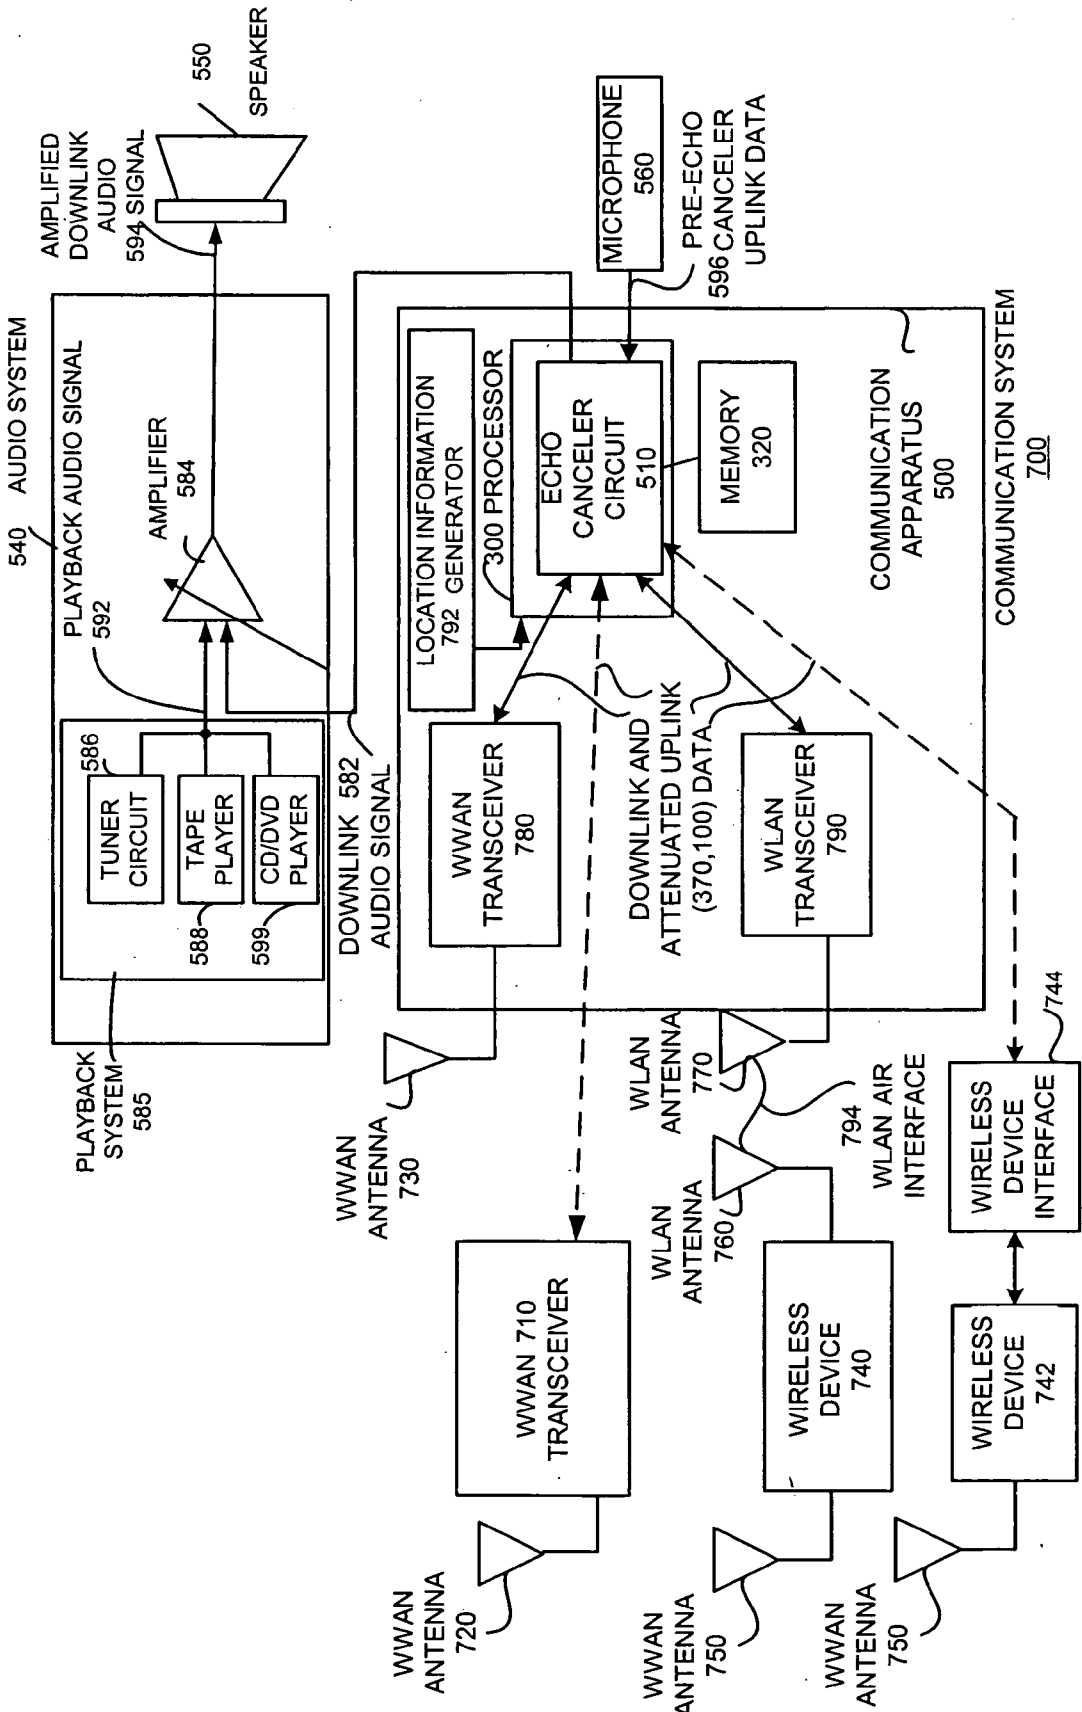 540
AUDIO SYSTEM
PLAYBACK AUDIO SIGNAL
592
AMPLIFIER
584
AMPLIFIED
DOWNLINK
AUDIO
594 SIGNAL
550
SPEAKER
TUNER
CIRCUIT
586
TAPE
PLAYER
588
CD/DVD
PLAYER
599
PLAYBACK
SYSTEM
585
DOWNLINK 582
AUDIO SIGNAL
WWAN
ANTENNA
730
WWAN
TRANSCEIVER
780
LOCATION INFORMATION
792 GENERATOR
300 PROCESSOR
ECHO
CANCELER
CIRCUIT
510
MICROPHONE
560
PRE-ECHO
596 CANCELER
UPLINK DATA
MEMORY
320
DOWNLINK AND
ATTENUATED UPLINK
(370,100) DATA
WLAN
TRANSCEIVER
790
COMMUNICATION
APPARATUS
500
COMMUNICATION SYSTEM
700
WWAN
ANTENNA
720
WWAN 710
TRANSCEIVER
WLAN
ANTENNA
770
WLAN
ANTENNA
760
794
WLAN AIR
INTERFACE
WWAN
ANTENNA
750
WIRELESS
DEVICE
740
WWAN
ANTENNA
750
WIRELESS
DEVICE
742
WIRELESS
DEVICE
INTERFACE
744